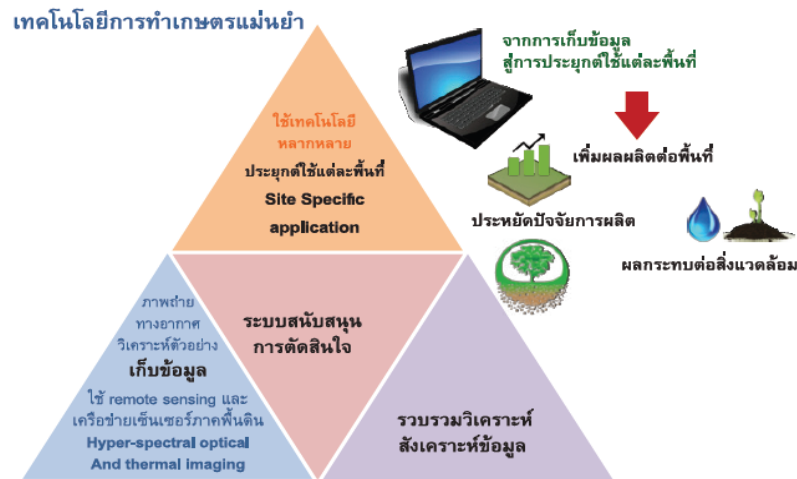 เทคโนโลยีการทำเกษตรแม่นยำ
จากการเก็บข้อมูล
สู่การประยุกต์ใช้แต่ละพื้นที่
ใช้เทคโนโลยี
หลากหลาย
ประยุกต์ใช้แต่ละพื้นที่
Site Specific
application
เพิ่มผลผลิตต่อพื้นที่
ประหยัดปัจจัยการผลิต
ผลกระทบต่อสิ่งแวดล้อม
ภาพถ่าย
ทางอากาศ
วิเคราะห์ตัวอย่าง
เก็บข้อมูล
ใช้ remote sensing และ
เครือข่ายเซ็นเซอร์ภาคพื้นดิน
Hyper-spectral optical
And thermal imaging
ระบบสนับสนุน
การตัดสินใจ
รวบรวมวิเคราะห์
สังเคราะห์ข้อมูล